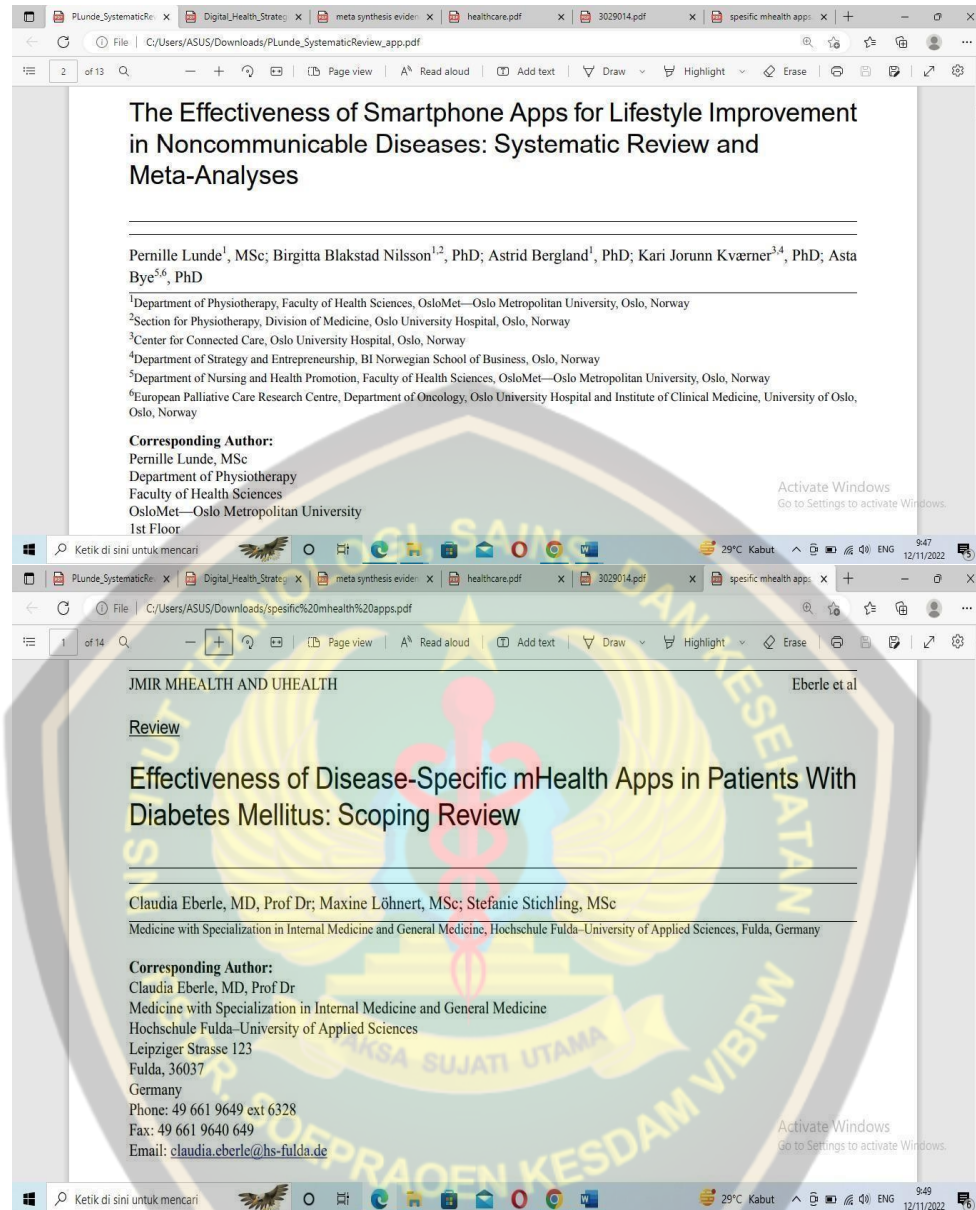 PLunde_SystematicRe
Digital_Health_Strateg
meta synthesis eviden
healthcare.pdf
3029014.pdf
spesific mhealth apps
File C:/Users/ASUS/Downloads/PLunde_SystematicReview_app.pdf
2 of 13 Page view Read aloud Add text Draw Highlight Erase
The Effectiveness of Smartphone Apps for Lifestyle Improvement
in Noncommunicable Diseases: Systematic Review and
Meta-Analyses
Pernille Lunde1, MSc; Birgitta Blakstad Nilsson1,2, PhD; Astrid Bergland1, PhD; Kari Jorunn Kværner3,4, PhD; Asta
Bye5,6, PhD
1Department of Physiotherapy, Faculty of Health Sciences, OsloMet—Oslo Metropolitan University, Oslo, Norway
2Section for Physiotherapy, Division of Medicine, Oslo University Hospital, Oslo, Norway
3Center for Connected Care, Oslo University Hospital, Oslo, Norway
4Department of Strategy and Entrepreneurship, BI Norwegian School of Business, Oslo, Norway
5Department of Nursing and Health Promotion, Faculty of Health Sciences, OsloMet—Oslo Metropolitan University, Oslo, Norway
6European Palliative Care Research Centre, Department of Oncology, Oslo University Hospital and Institute of Clinical Medicine, University of Oslo,
Oslo, Norway
Corresponding Author:
Pernille Lunde, MSc
Department of Physiotherapy
Faculty of Health Sciences
OsloMet—Oslo Metropolitan University
1st Floor
Activate Windows
Go to Settings to activate Windows.
Ketik di sini untuk mencari 29°C Kabut ENG 9:47
12/11/2022 5
PLunde_SystematicRe
Digital_Health_Strateg
meta synthesis eviden
healthcare.pdf
3029014.pdf
spesific mhealth apps
File C:/Users/ASUS/Downloads/spesific%20mhealth%20apps.pdf
1 of 14 Page view Read aloud Add text Draw Highlight Erase
JMIR MHEALTH AND UHEALTH Eberle et al
Review
Effectiveness of Disease-Specific mHealth Apps in Patients With
Diabetes Mellitus: Scoping Review
Claudia Eberle, MD, Prof Dr; Maxine Löhnert, MSc; Stefanie Stichling, MSc
Medicine with Specialization in Internal Medicine and General Medicine, Hochschule Fulda–University of Applied Sciences, Fulda, Germany
Corresponding Author:
Claudia Eberle, MD, Prof Dr
Medicine with Specialization in Internal Medicine and General Medicine
Hochschule Fulda–University of Applied Sciences
Leipziger Strasse 123
Fulda, 36037
Germany
Phone: 49 661 9649 ext 6328
Fax: 49 661 9640 649
Email: claudia.eberle@hs-fulda.de
Activate Windows
Go to Settings to activate Windows.
Ketik di sini untuk mencari 29°C Kabut ENG 9:49
12/11/2022 6
INSTITUT TEKNOLOGI, SAINS DAN KESEHATAN
RS DR. SOEPRAOEN KESDAM V/BRW
SUJATI UTAMA